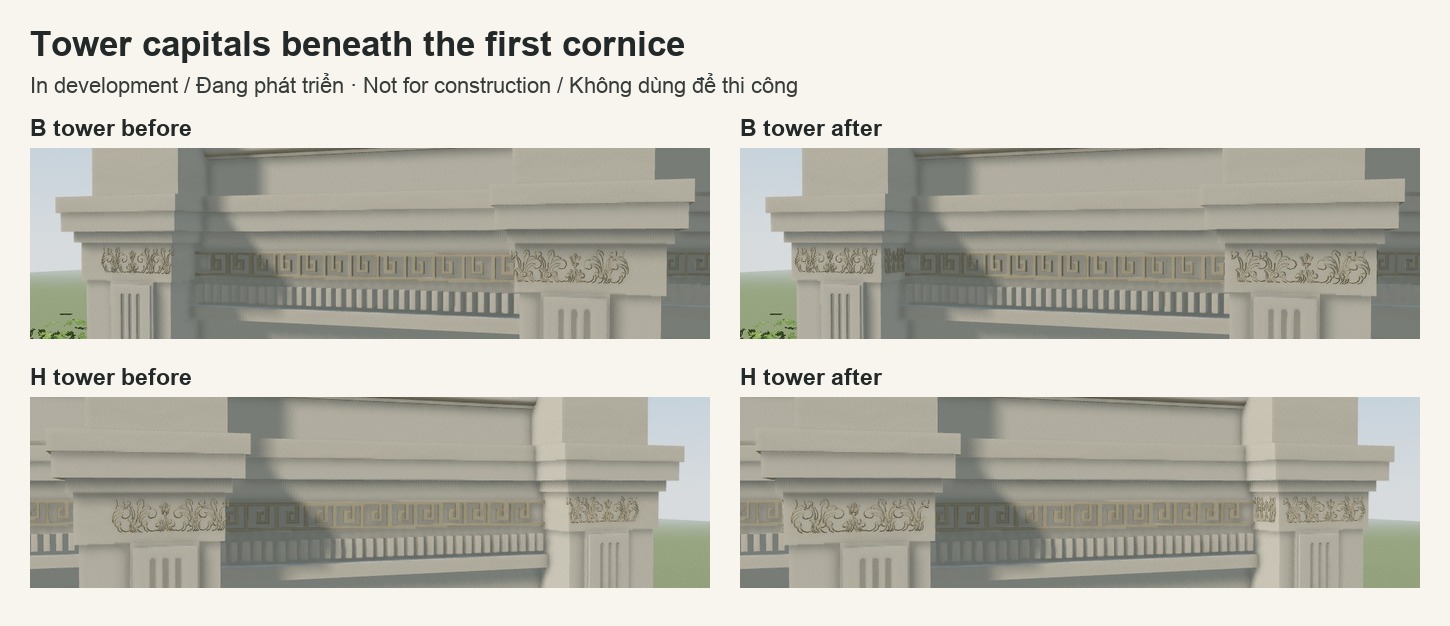 Tower capitals beneath the first cornice
In development / Đang phát triển · Not for construction / Không dùng để thi công
B tower before
B tower after
H tower before
H tower after